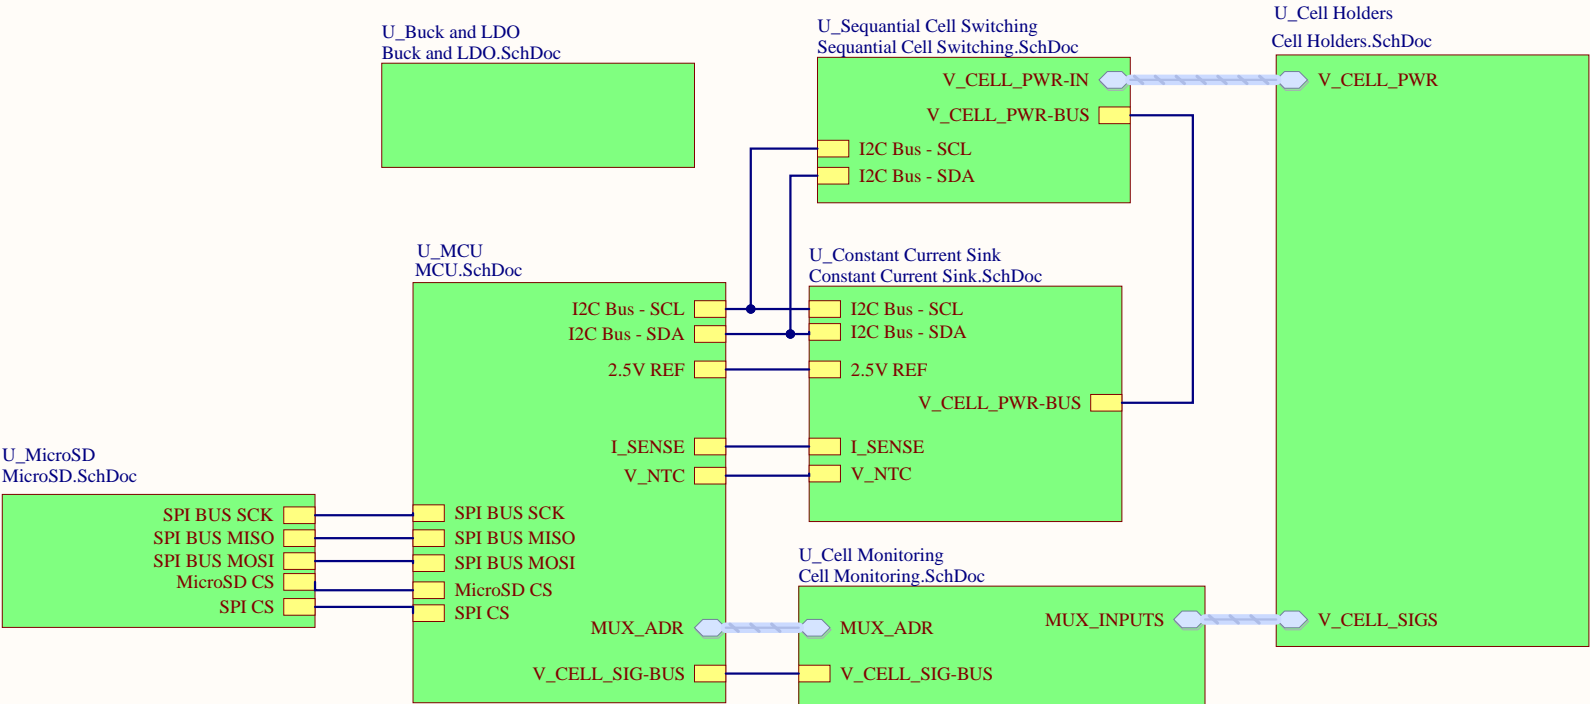 U_Buck and LDO
Buck and LDO.SchDoc
U_Sequantial Cell Switching
Sequantial Cell Switching.SchDoc
V_CELL_PWR-IN
V_CELL_PWR-BUS
I2C Bus - SCL
I2C Bus - SDA
U_Cell Holders
Cell Holders.SchDoc
V_CELL_PWR
V_CELL_SIGS
U_MCU
MCU.SchDoc
I2C Bus - SCL
I2C Bus - SDA
2.5V REF
I_SENSE
V_NTC
SPI BUS SCK
SPI BUS MISO
SPI BUS MOSI
MicroSD CS
SPI CS
MUX_ADR
V_CELL_SIG-BUS
U_Constant Current Sink
Constant Current Sink.SchDoc
I2C Bus - SCL
I2C Bus - SDA
2.5V REF
V_CELL_PWR-BUS
I_SENSE
V_NTC
U_MicroSD
MicroSD.SchDoc
SPI BUS SCK
SPI BUS MISO
SPI BUS MOSI
MicroSD CS
SPI CS
U_Cell Monitoring
Cell Monitoring.SchDoc
MUX_INPUTS
MUX_ADR
V_CELL_SIG-BUS